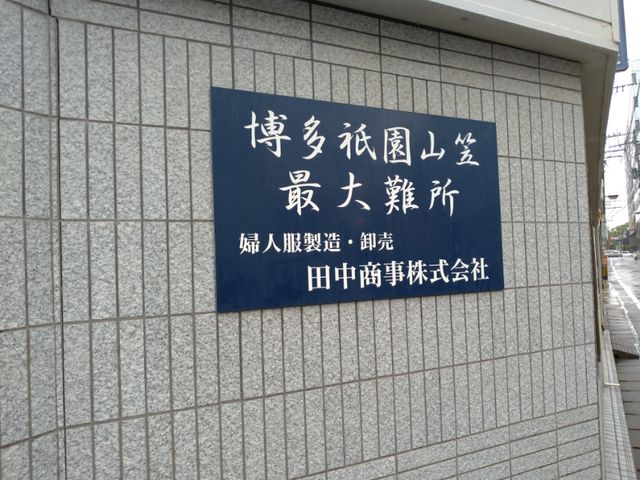 博多祇園山笠
最大難所
婦人服製造・卸売
田中商事株式会社